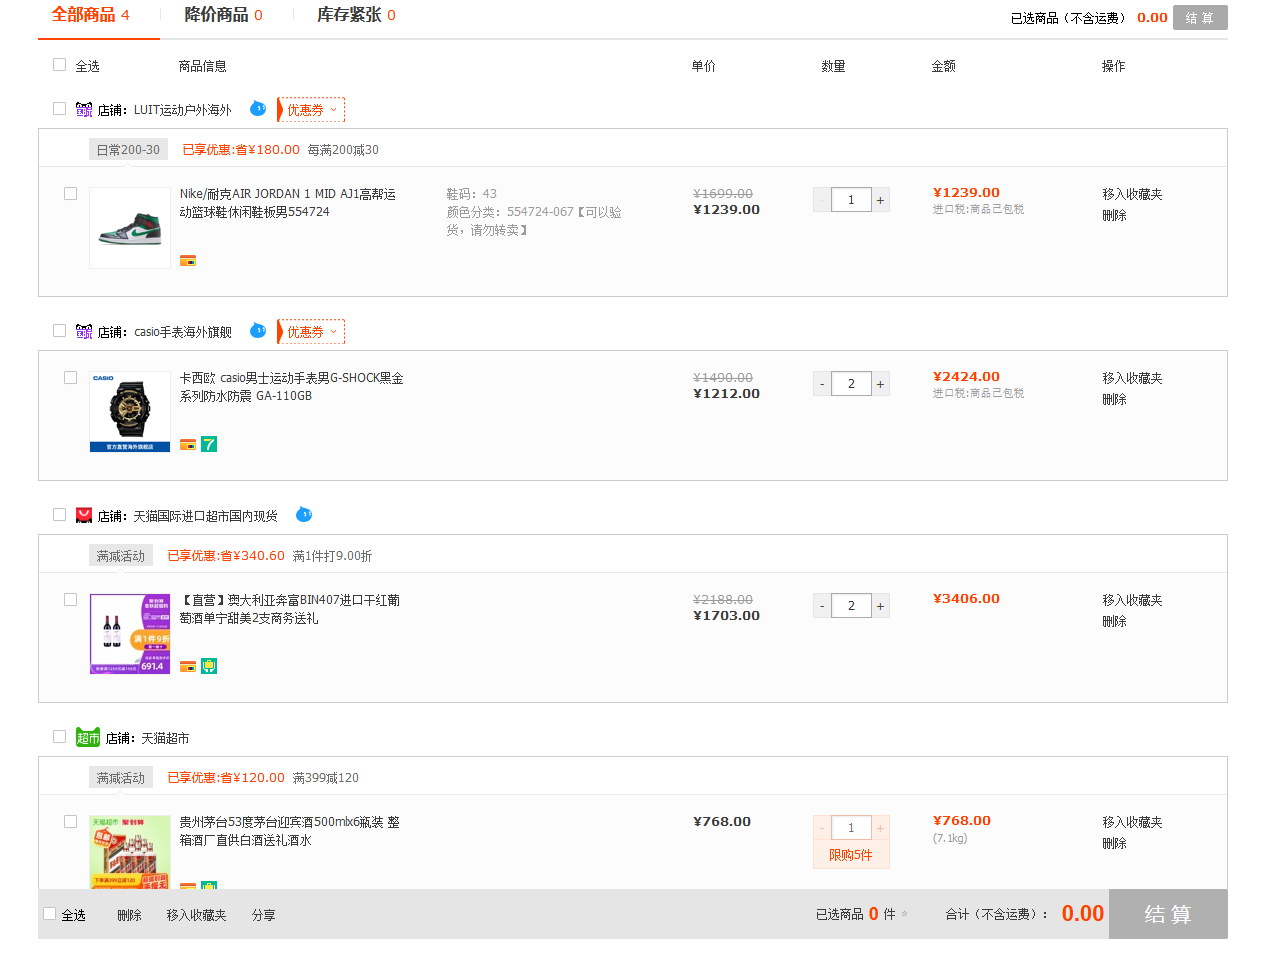 全部商品 4 降价商品 0 库存紧张 0 已选商品（不含运费） 0.00 结 算
全选 商品信息 单价 数量 金额 操作
店铺：LUIT运动户外海外 优惠券
日常200-30 已享优惠:省¥180.00 每满200减30
Nike/耐克AIR JORDAN 1 MID AJ1高帮运
动篮球鞋休闲鞋板男554724
鞋码：43
颜色分类：554724-067【可以验
货，请勿转卖】
¥1699.00
¥1239.00
- 1 +
¥1239.00
进口税:商品已包税
移入收藏夹
删除
店铺：casio手表海外旗舰 优惠券
CASIO
官方直营海外旗舰店
卡西欧 casio男士运动手表男G-SHOCK黑金
系列防水防震 GA-110GB
7
¥1490.00
¥1212.00
- 2 +
¥2424.00
进口税:商品已包税
移入收藏夹
删除
店铺：天猫国际进口超市国内现货
满减活动 已享优惠:省¥340.60 满1件打9.00折
满1件9折
691.4
【直营】澳大利亚奔富BIN407进口干红葡
萄酒单宁甜美2支商务送礼
¥2188.00
¥1703.00
- 2 +
¥3406.00
移入收藏夹
删除
超市 店铺：天猫超市
满减活动 已享优惠:省¥120.00 满399减120
天猫超市 聚划算
下单满399立减120
贵州茅台53度茅台迎宾酒500mlx6瓶装 整
箱酒厂直供白酒送礼酒水
¥768.00
- 1 +
限购5件
¥768.00
(7.1kg)
移入收藏夹
删除
全选 删除 移入收藏夹 分享 已选商品 0 件 合计（不含运费）： 0.00 结 算